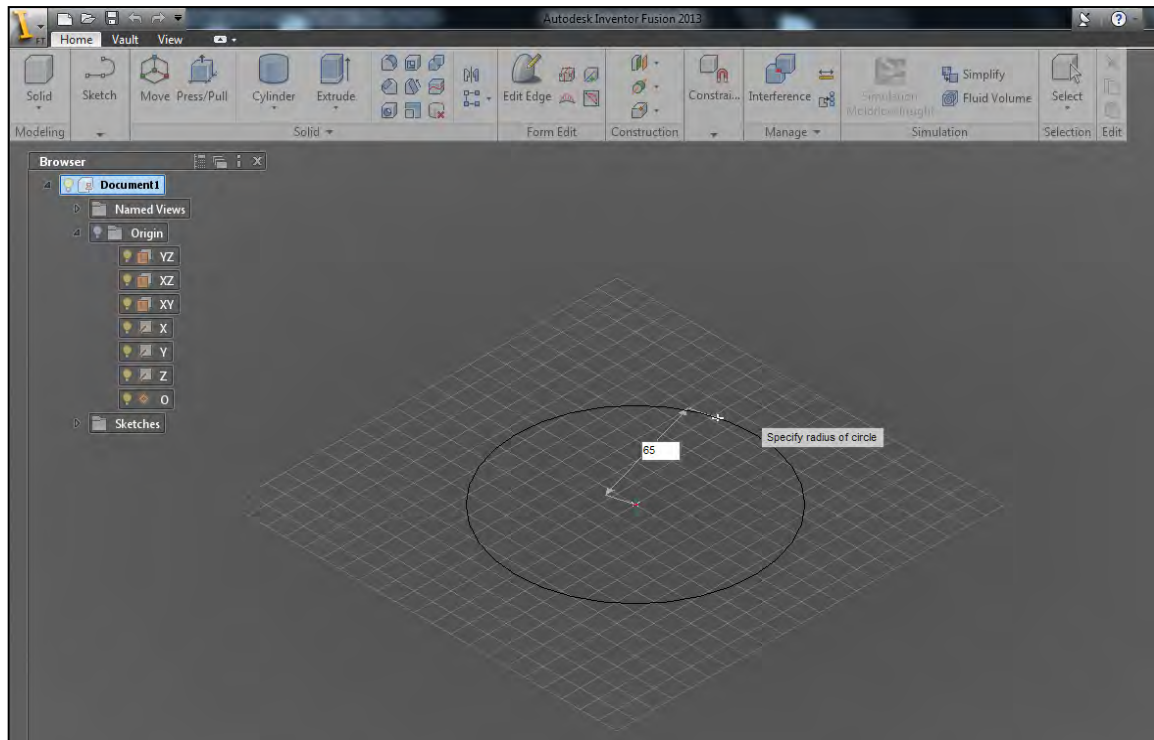 Autodesk Inventor Fusion 2013
FT
Home Vault View
Solid Sketch Move Press/Pull Cylinder Extrude Edit Edge Constrai... Interference Simplify Fluid Volume Select
Modeling Solid Form Edit Construction Manage Simulation Selection Edit
Browser
Document1
Named Views
Origin
YZ
XZ
XY
X
Y
Z
O
Sketches
65
Specify radius of circle